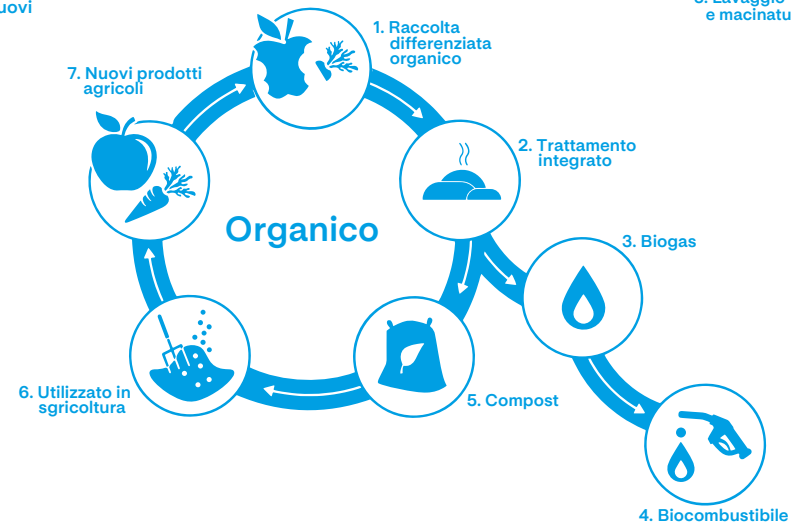 1. Raccolta
differenziata
organico
2. Trattamento
integrato
3. Biogas
4. Biocombustibile
5. Compost
6. Utilizzato in
sgricoltura
7. Nuovi prodotti
agricoli
Organico
e macinatu